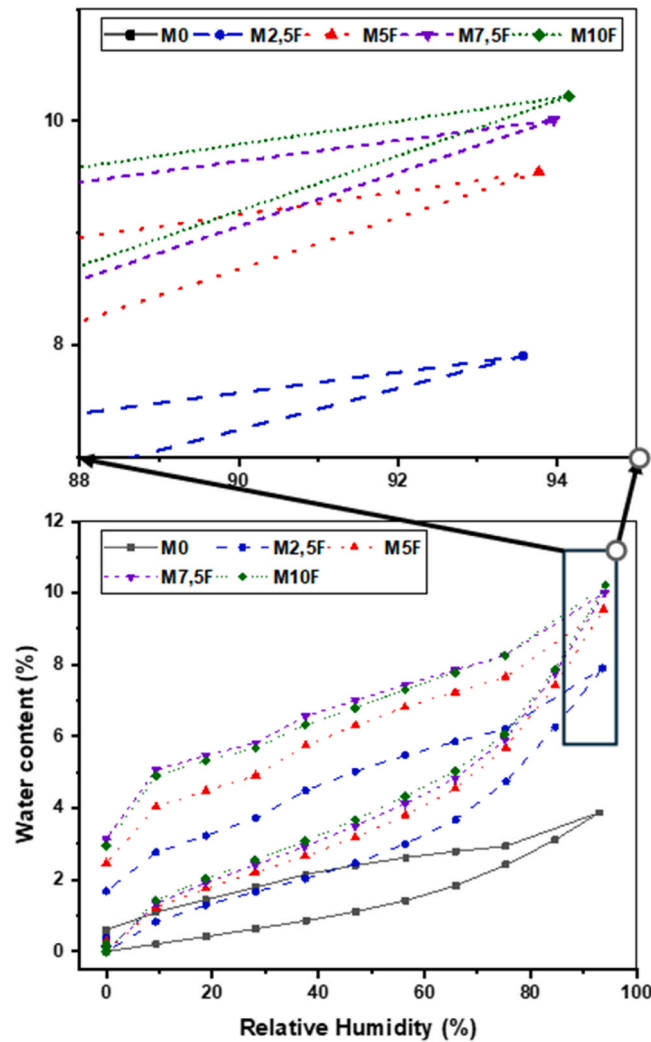 M0 M2,5F M5F M7,5F M10F
10
8
88 90 92 94
12
M0 M2,5F M5F
M7,5F M10F
10
8
6
4
2
0
Water content (%)
0 20 40 60 80 100
Relative Humidity (%)